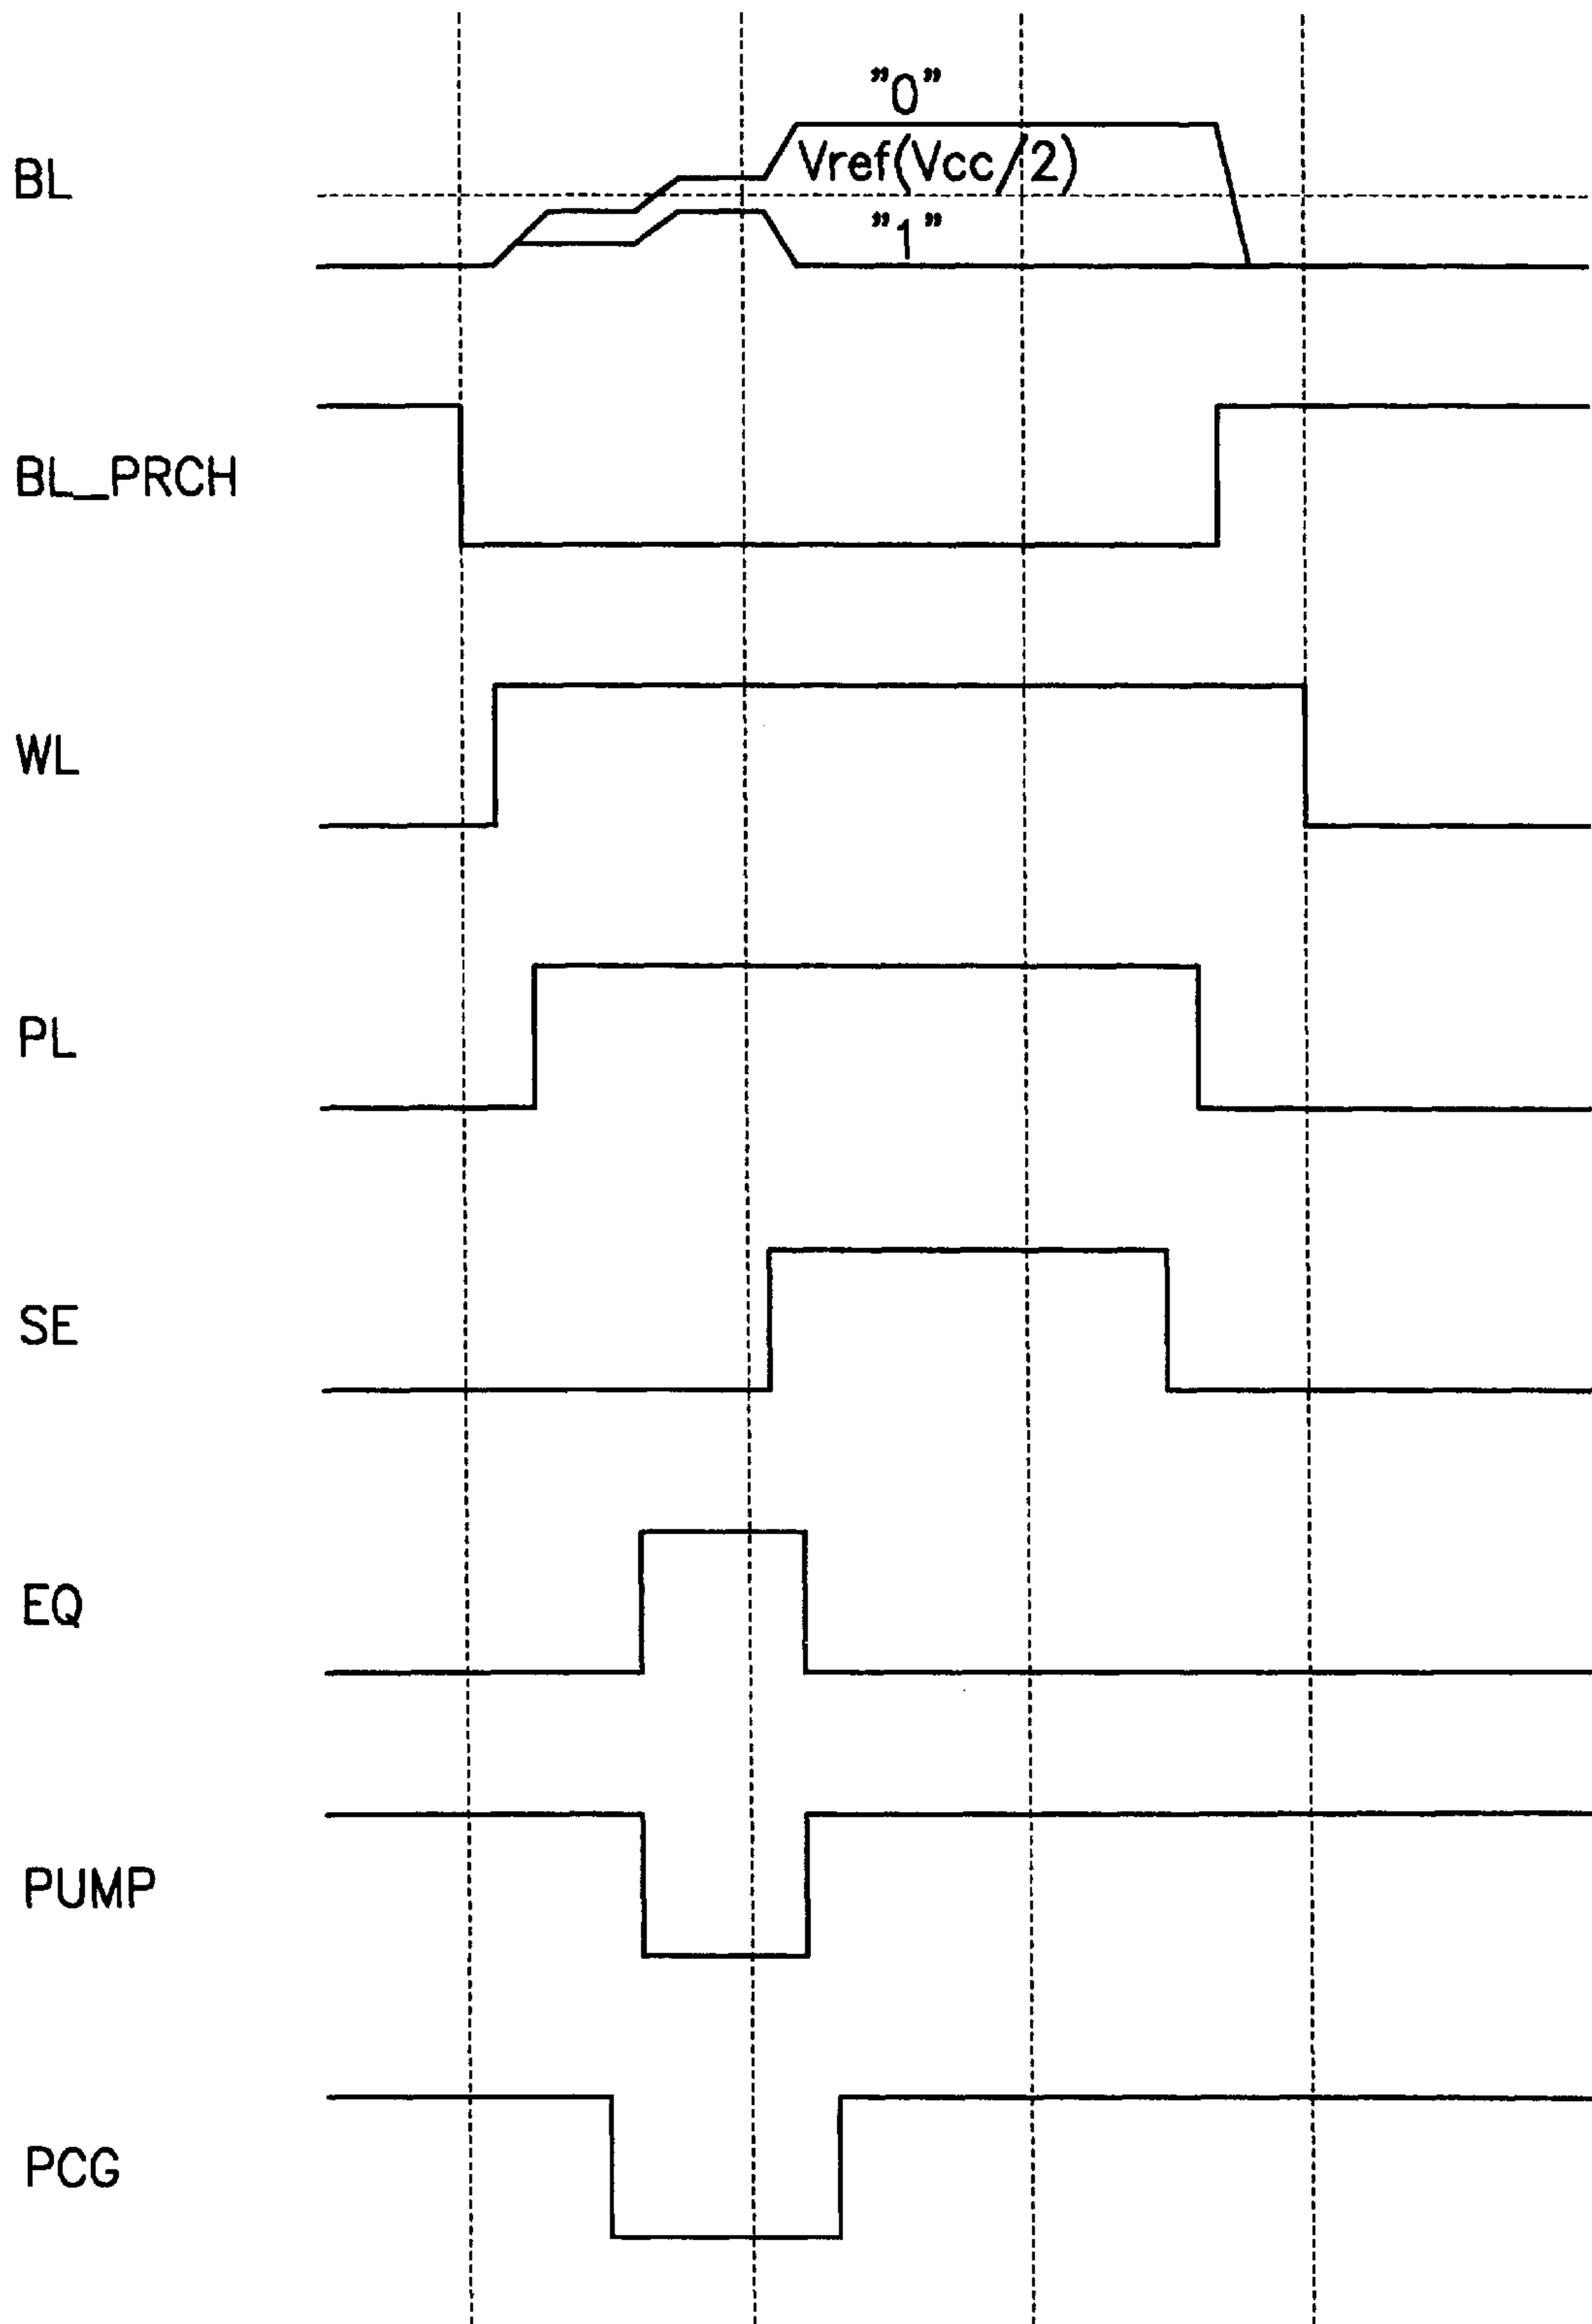 "0"
BL
Vref(Vcc/2)
"1"
BL_PRCH
WL
PL
SE
EQ
PUMP
PCG